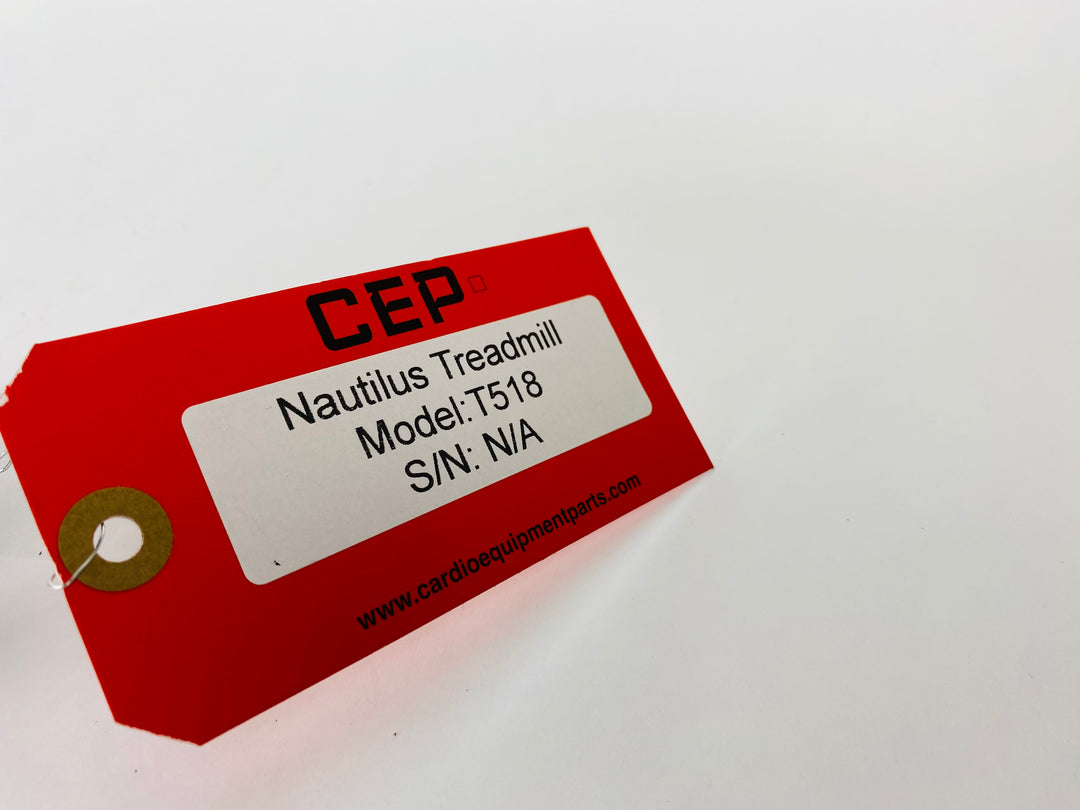 CEP
Nautilus Treadmill
Model:T518
S/N: N/A
www.cardioequipmentparts.com